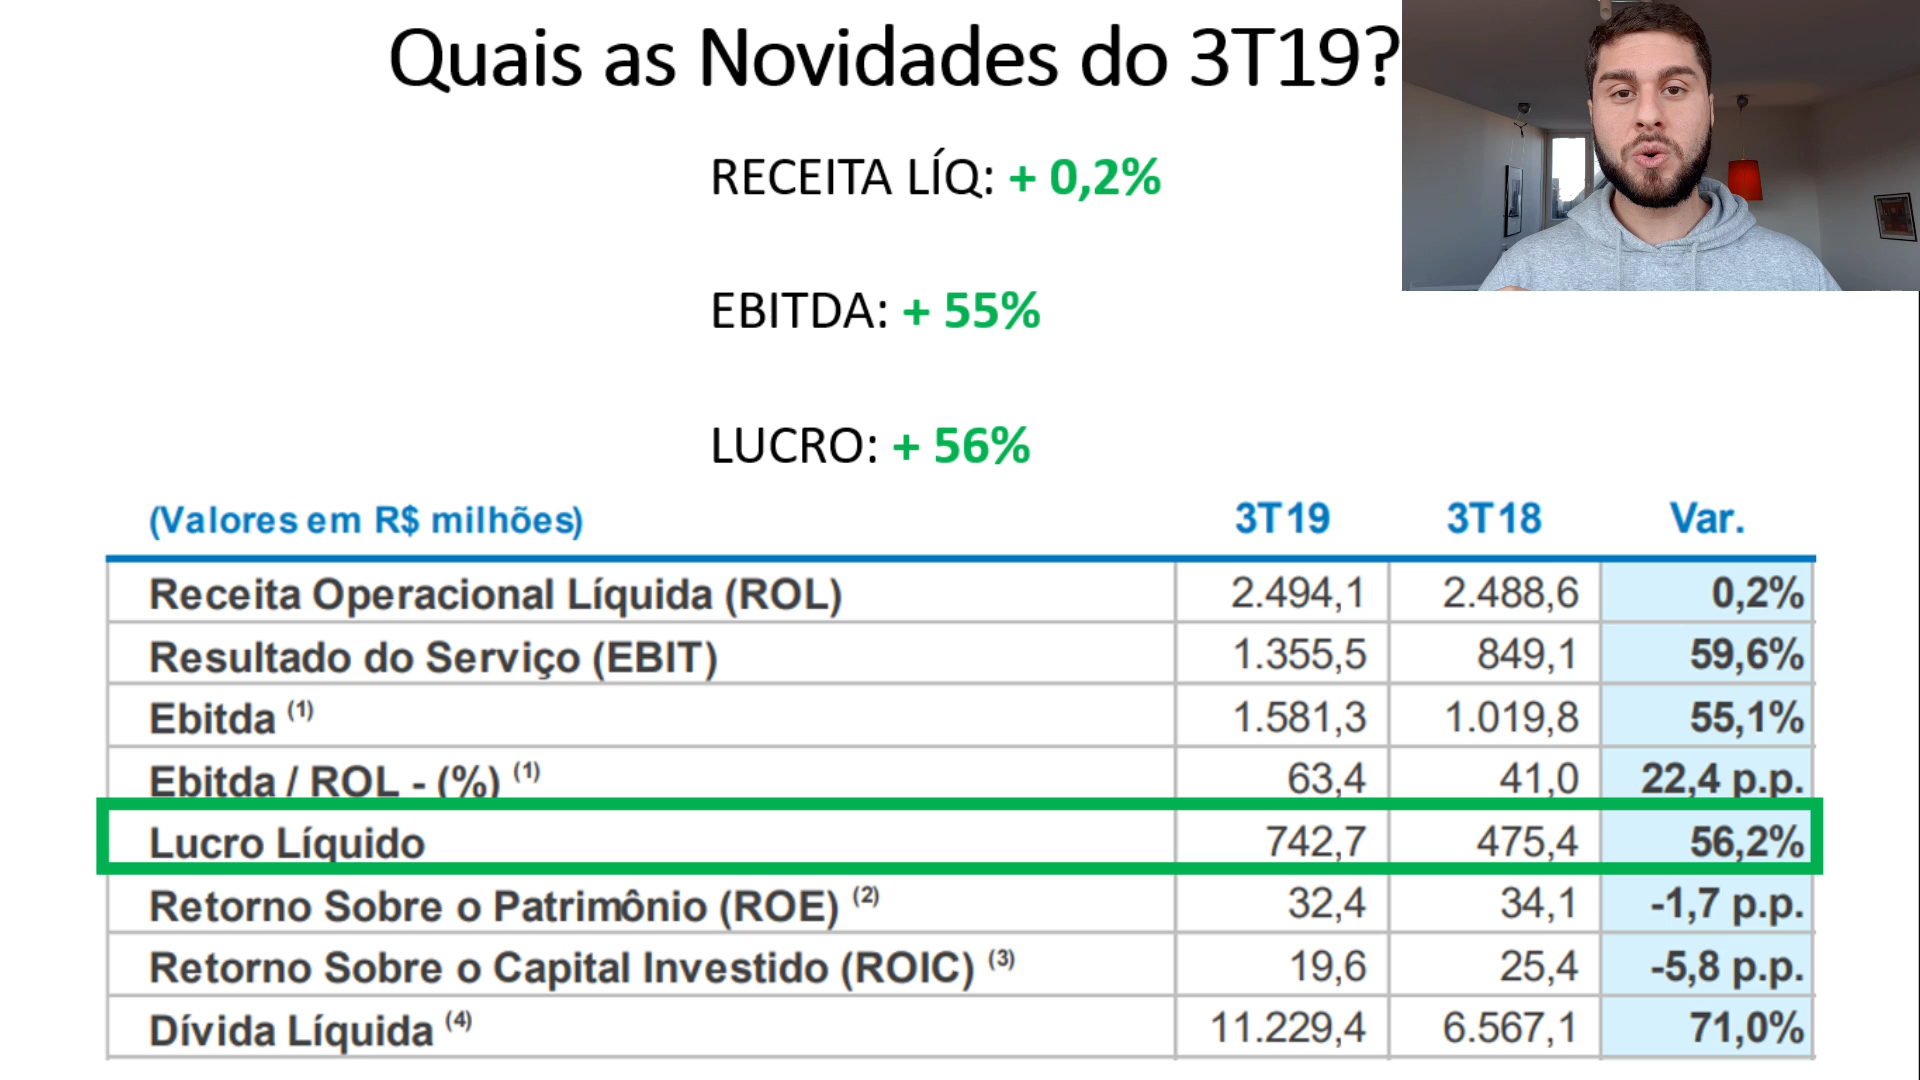 Quais as Novidades do 3T19?
RECEITA LÍQ: + 0,2%
EBITDA: + 55%
LUCRO: + 56%
(Valores em R$ milhões) 3T19 3T18 Var.
Receita Operacional Líquida (ROL) 2.494,1 2.488,6 0,2%
Resultado do Serviço (EBIT) 1.355,5 849,1 59,6%
Ebitda (1) 1.581,3 1.019,8 55,1%
Ebitda / ROL - (%) (1) 63,4 41,0 22,4 p.p.
Lucro Líquido 742,7 475,4 56,2%
Retorno Sobre o Patrimônio (ROE) (2) 32,4 34,1 -1,7 p.p.
Retorno Sobre o Capital Investido (ROIC) (3) 19,6 25,4 -5,8 p.p.
Dívida Líquida (4) 11.229,4 6.567,1 71,0%